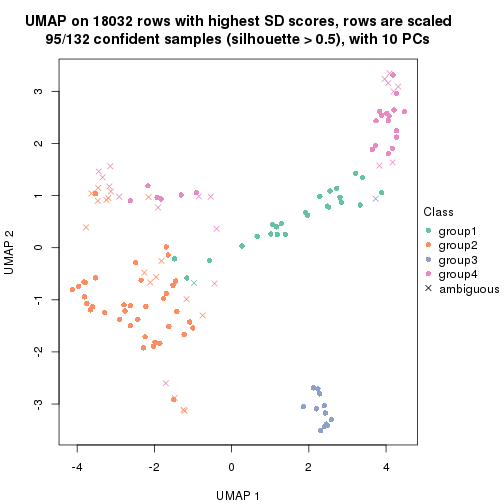 UMAP on 18032 rows with highest SD scores, rows are scaled
95/132 confident samples (silhouette > 0.5), with 10 PCs
3
2
1
0
-1
-2
-3
-4
-2
0
2
4
UMAP 2
UMAP 1
Class
group1
group2
group3
group4
ambiguous